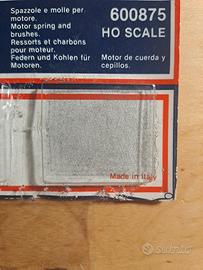 Spazzole e molle per
motore.
Motor spring and
brushes.
Ressorts et charbons
pour moteur.
Federn und Kohlen für
Motoren.
600875
HO SCALE
Motor de cuerda y
cepillos.
Made in Italy
Subito